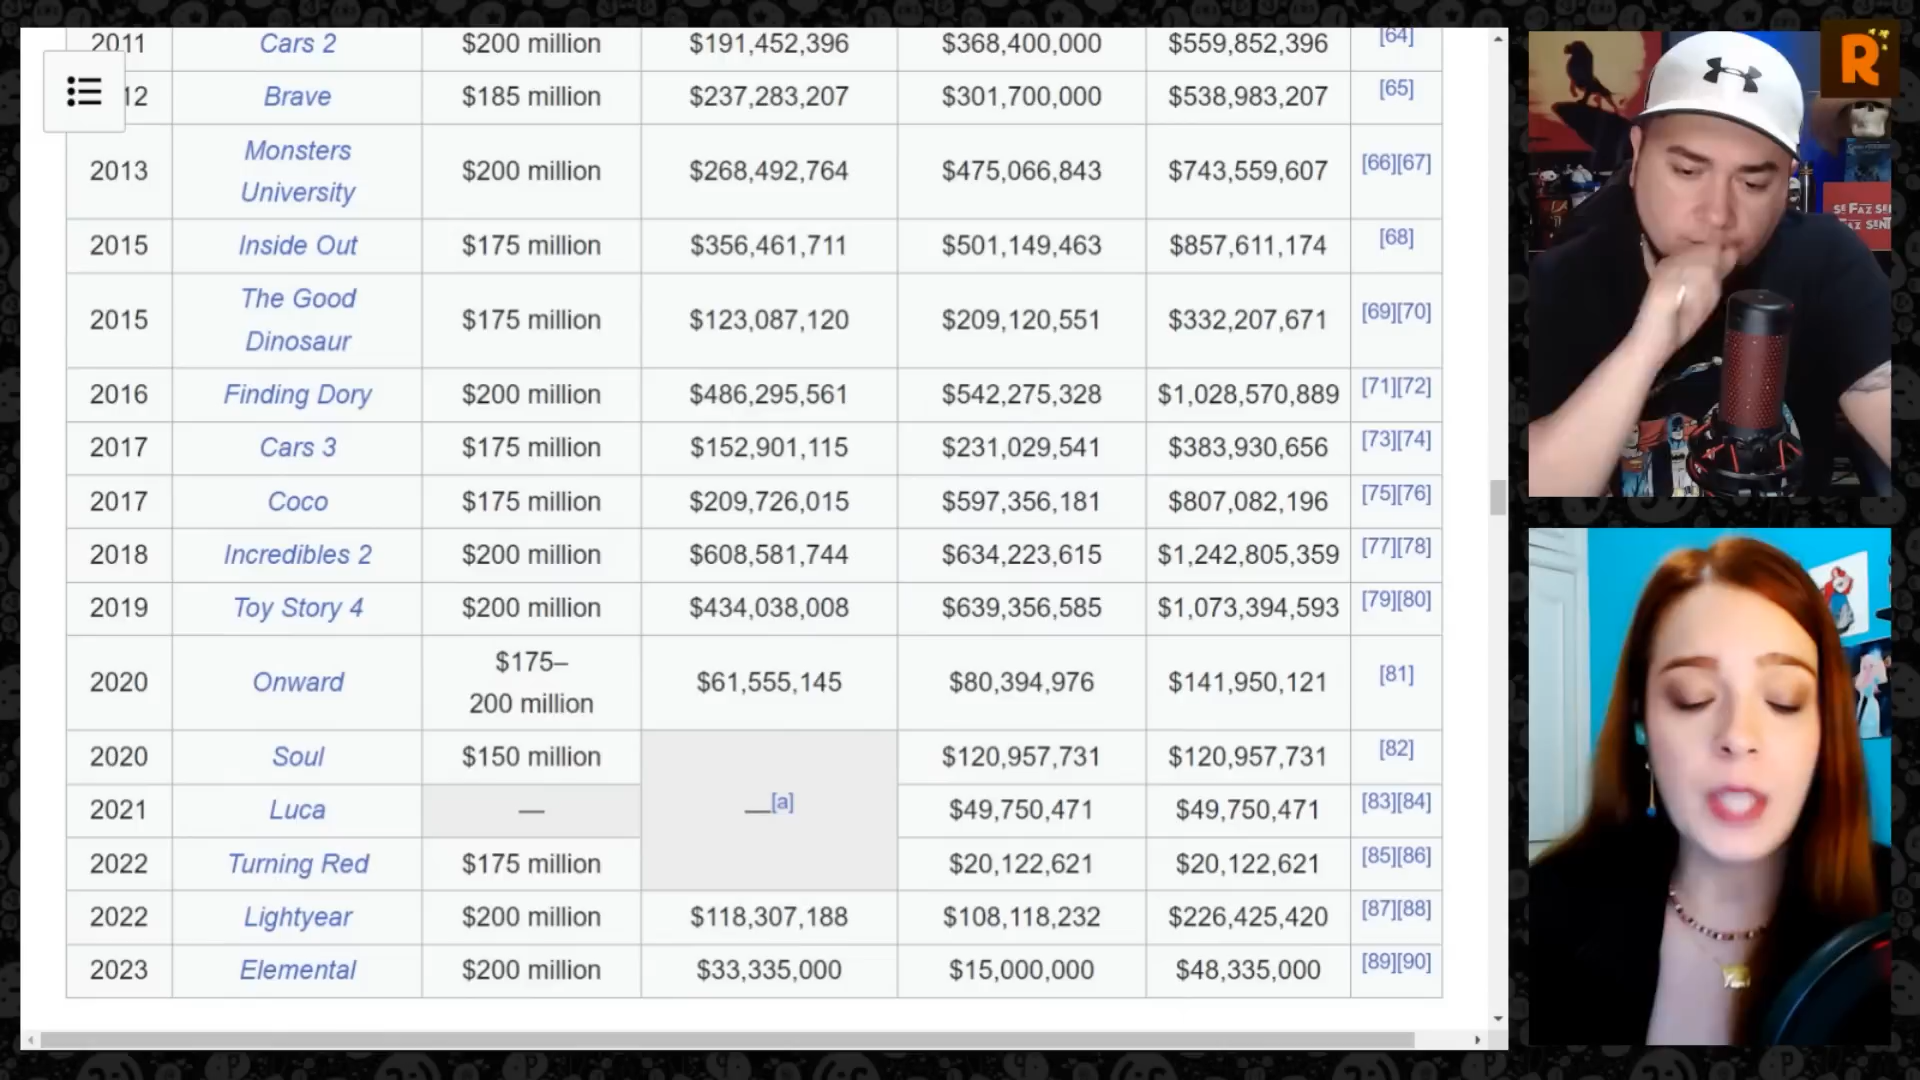 2011 Cars 2 $200 million $191,452,396 $368,400,000 $559,852,396 [64]
12 Brave $185 million $237,283,207 $301,700,000 $538,983,207 [65]
2013 Monsters University $200 million $268,492,764 $475,066,843 $743,559,607 [66][67]
2015 Inside Out $175 million $356,461,711 $501,149,463 $857,611,174 [68]
2015 The Good Dinosaur $175 million $123,087,120 $209,120,551 $332,207,671 [69][70]
2016 Finding Dory $200 million $486,295,561 $542,275,328 $1,028,570,889 [71][72]
2017 Cars 3 $175 million $152,901,115 $231,029,541 $383,930,656 [73][74]
2017 Coco $175 million $209,726,015 $597,356,181 $807,082,196 [75][76]
2018 Incredibles 2 $200 million $608,581,744 $634,223,615 $1,242,805,359 [77][78]
2019 Toy Story 4 $200 million $434,038,008 $639,356,585 $1,073,394,593 [79][80]
2020 Onward $175–200 million $61,555,145 $80,394,976 $141,950,121 [81]
2020 Soul $150 million $120,957,731 $120,957,731 [82]
2021 Luca — —[a] $49,750,471 $49,750,471 [83][84]
2022 Turning Red $175 million $20,122,621 $20,122,621 [85][86]
2022 Lightyear $200 million $118,307,188 $108,118,232 $226,425,420 [87][88]
2023 Elemental $200 million $33,335,000 $15,000,000 $48,335,000 [89][90]
R
SE FAZ SE
FAZ SENT